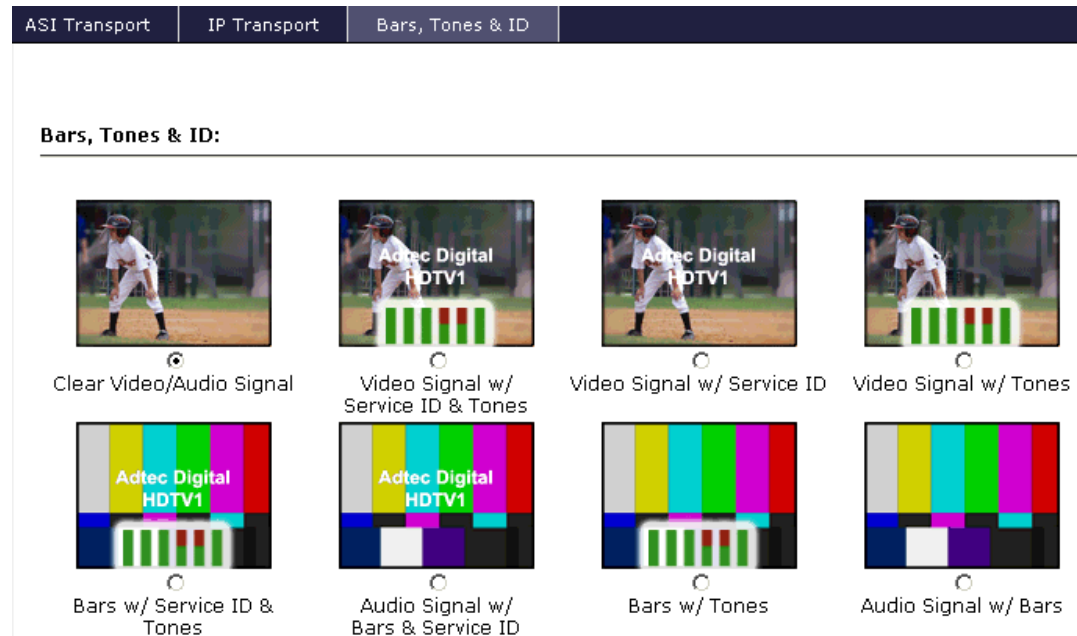 ASI Transport
IP Transport
Bars, Tones & ID
Bars, Tones & ID:
Adtec Digital
HDTV1
Adtec Digital
HDTV1
Clear Video/Audio Signal
Video Signal w/
Service ID & Tones
Video Signal w/ Service ID
Video Signal w/ Tones
Adtec Digital
HDTV1
Adtec Digital
HDTV1
Bars w/ Service ID &
Tones
Audio Signal w/
Bars & Service ID
Bars w/ Tones
Audio Signal w/ Bars